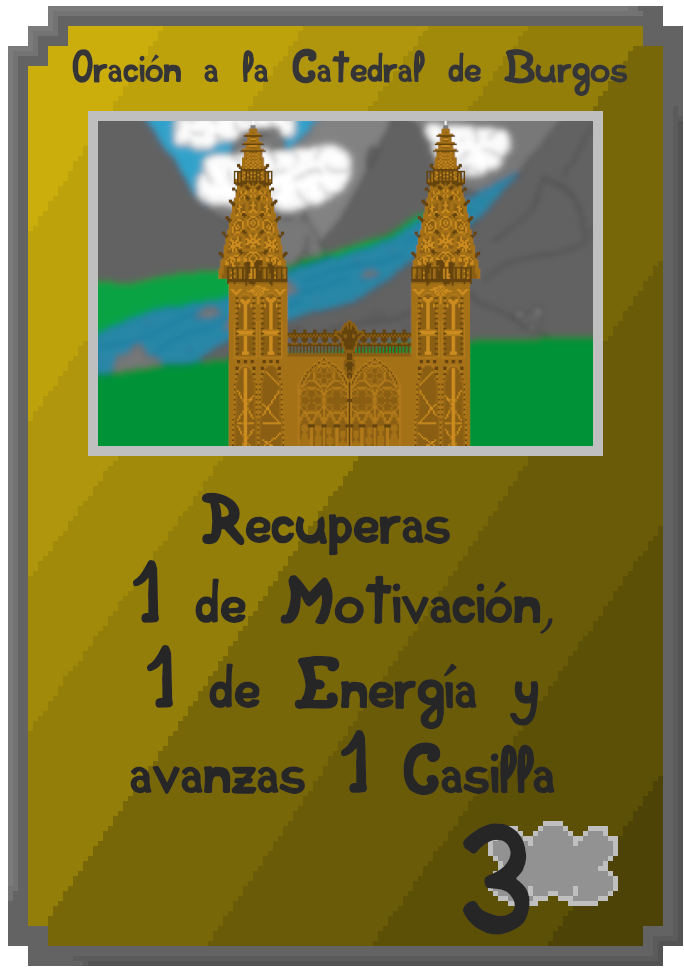 Oración a la Catedral de Burgos
Recuperas
1 de Motivación,
1 de Energía y
avanzas 1 Casilla
3